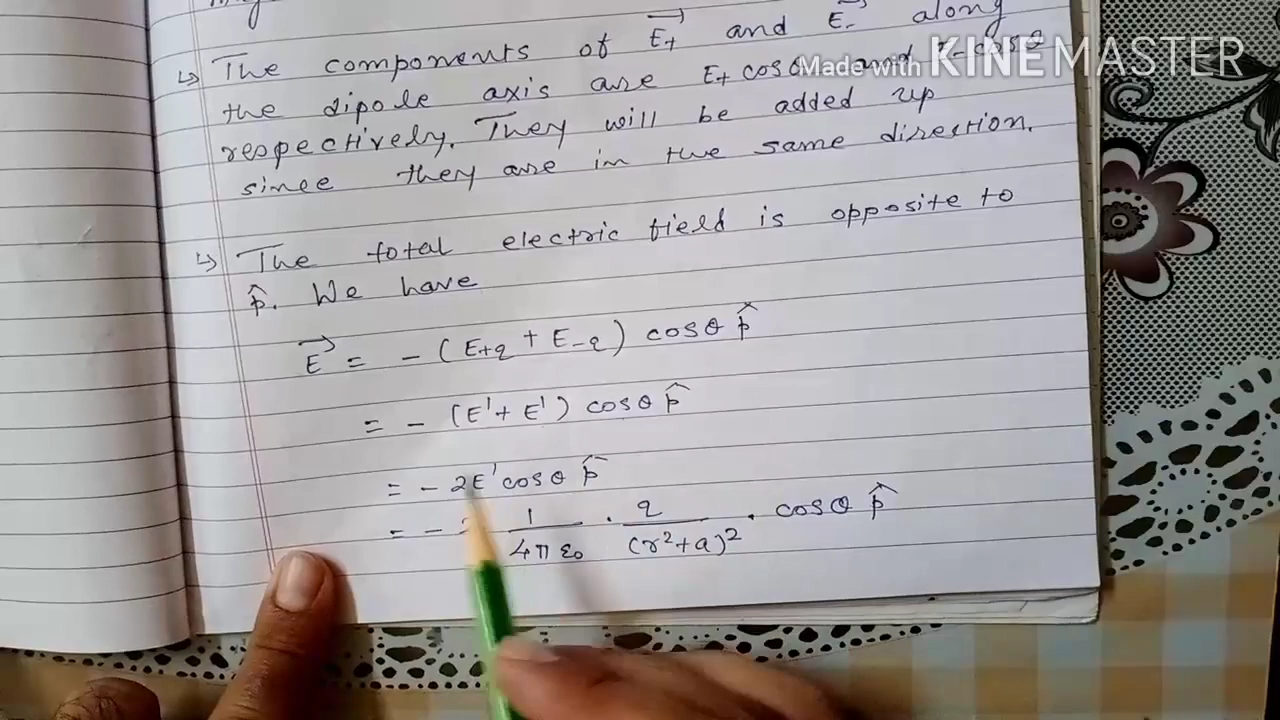 ↳ The components of E₊⃗ and E₋⃗ along
the dipole axis are E₊ cosθ and E₋cosθ
Made with KINEMASTER
respectively. They will be added up
since they are in the same direction.
↳ The total electric field is opposite to
p̂. We have
E⃗ = - (E₊q + E₋q) cosθ p̂
= - (E' + E') cosθ p̂
= - 2E' cosθ p̂
= - 2 1/4πε₀ · q/(r²+a)² · cosθ p̂